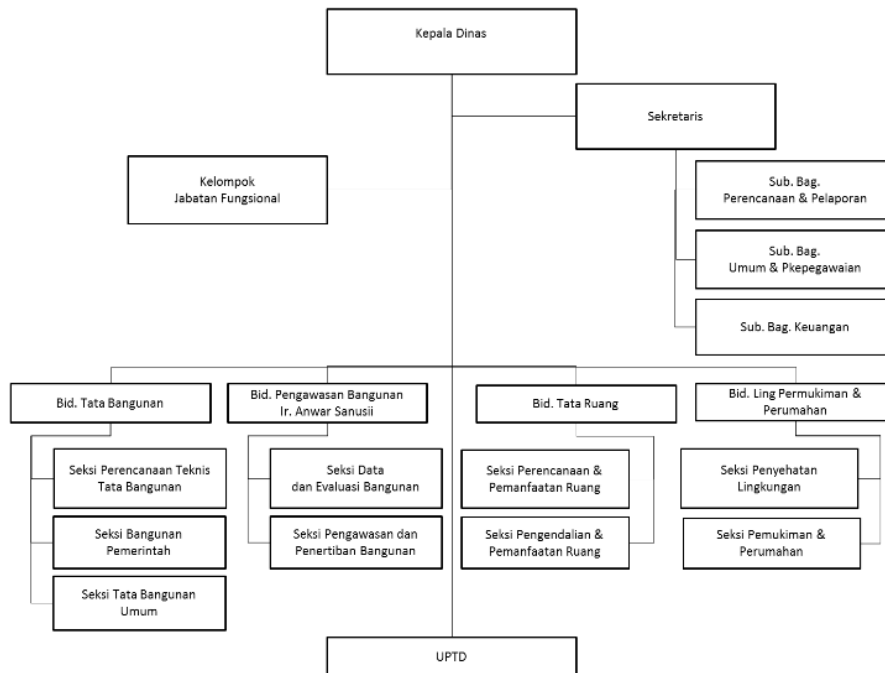 Kepala Dinas
Sekretaris
Kelompok
Jabatan Fungsional
Sub. Bag.
Perencanaan & Pelaporan
Sub. Bag.
Umum & Pkepegawaian
Sub. Bag. Keuangan
Bid. Tata Bangunan
Bid. Pengawasan Bangunan
Ir. Anwar Sanusii
Bid. Tata Ruang
Bid. Ling Permukiman &
Perumahan
Seksi Perencanaan Teknis
Tata Bangunan
Seksi Data
dan Evaluasi Bangunan
Seksi Perencanaan &
Pemanfaatan Ruang
Seksi Penyehatan
Lingkungan
Seksi Bangunan
Pemerintah
Seksi Pengawasan dan
Penertiban Bangunan
Seksi Pengendalian &
Pemanfaatan Ruang
Seksi Pemukiman &
Perumahan
Seksi Tata Bangunan
Umum
UPTD